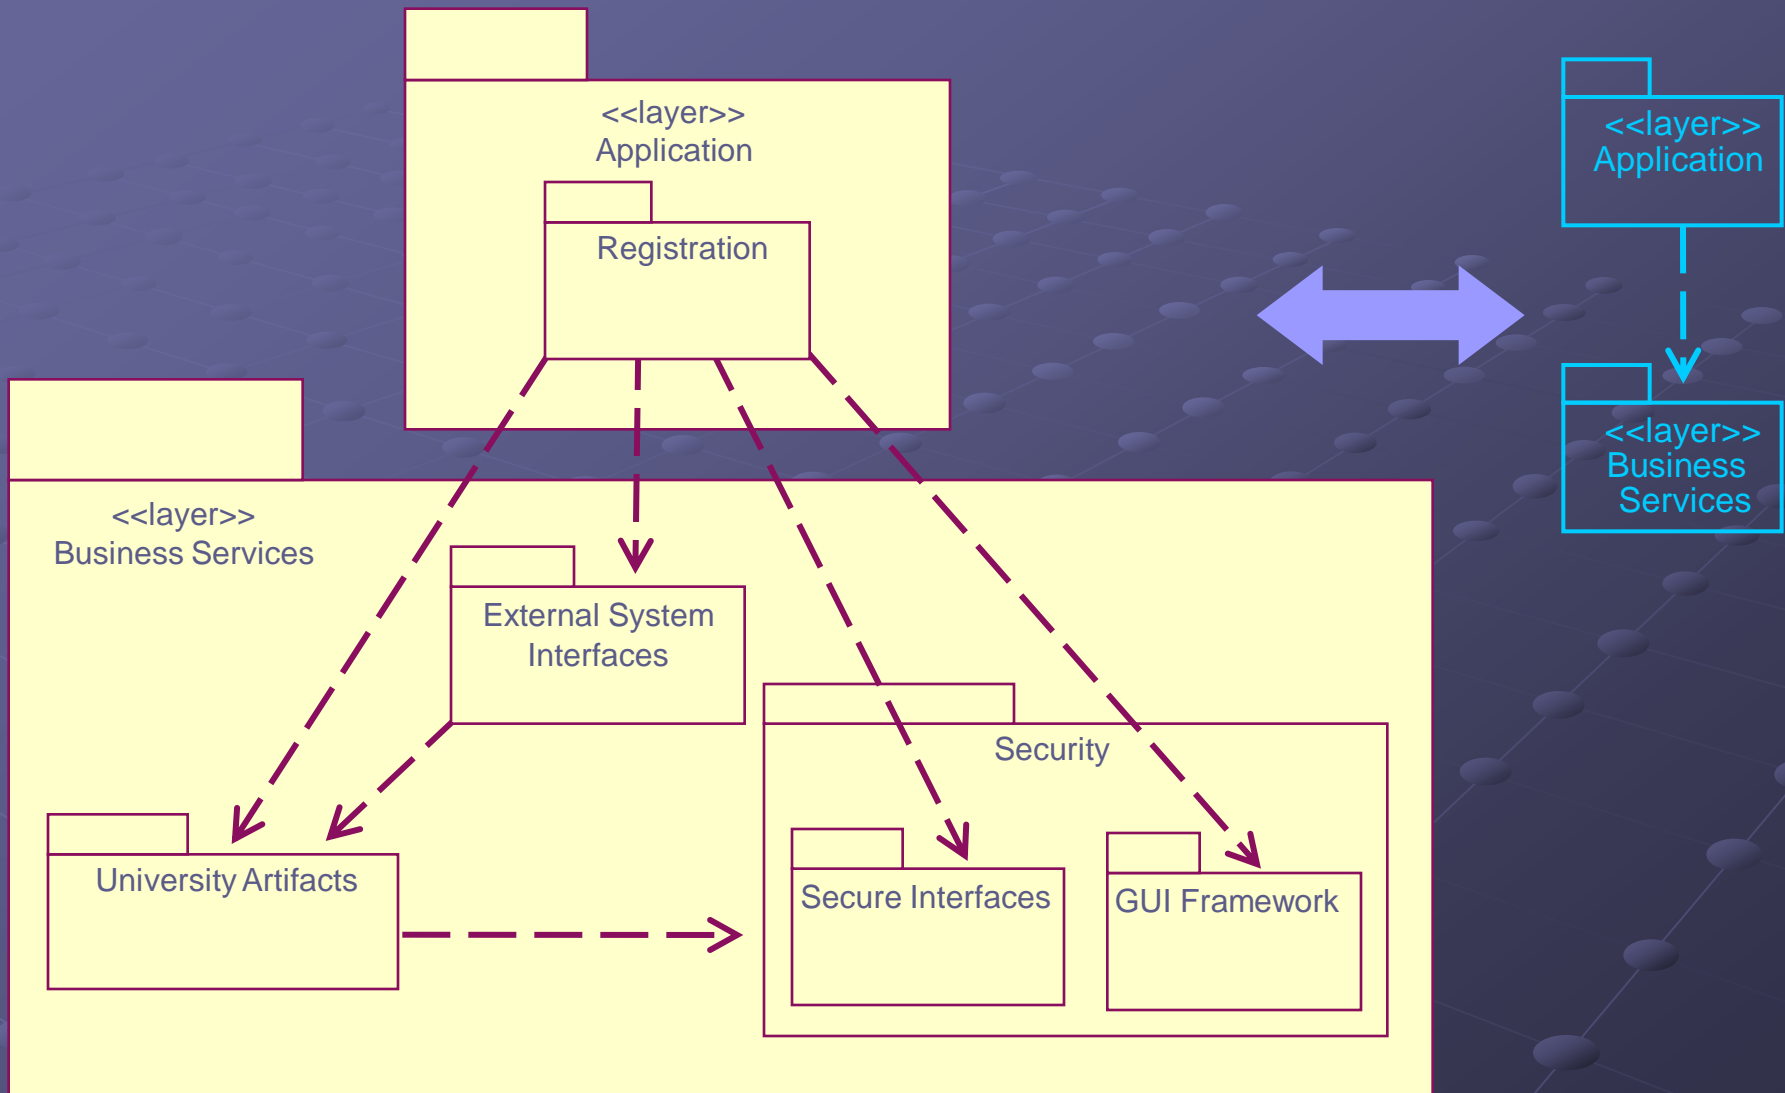 <<layer>>
Application
Registration
<<layer>>
Business Services
External System
Interfaces
Security
University Artifacts
Secure Interfaces
GUI Framework
<<layer>>
Application
<<layer>>
Business
Services